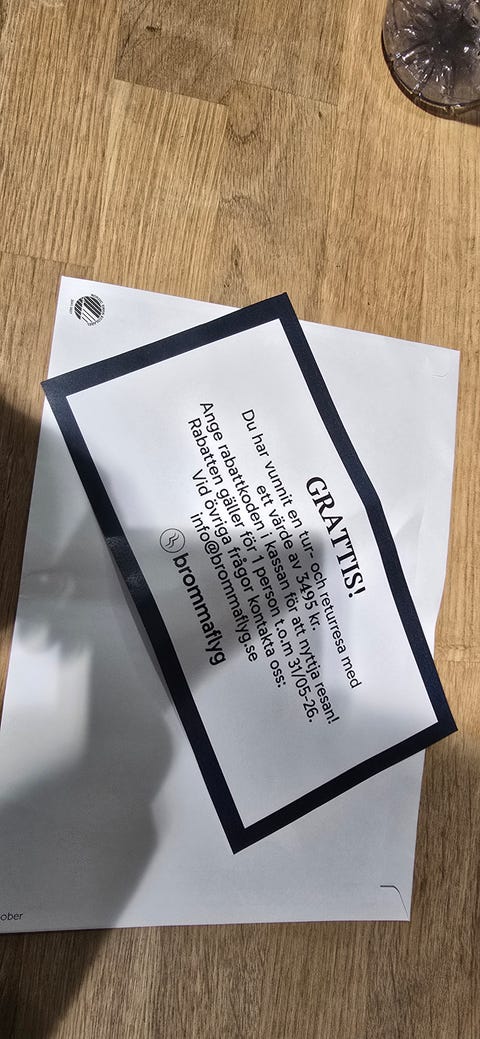 GRATTIS!
Du har vunnit en tur- och returresa med
ett värde av 3495 kr.
Ange rabattkoden i kassan för att nyttja resan!
Rabatten gäller för 1 person t.o.m 31/05-26.
Vid övriga frågor kontakta oss:
info@brommaflyg.se
brommaflyg
ober